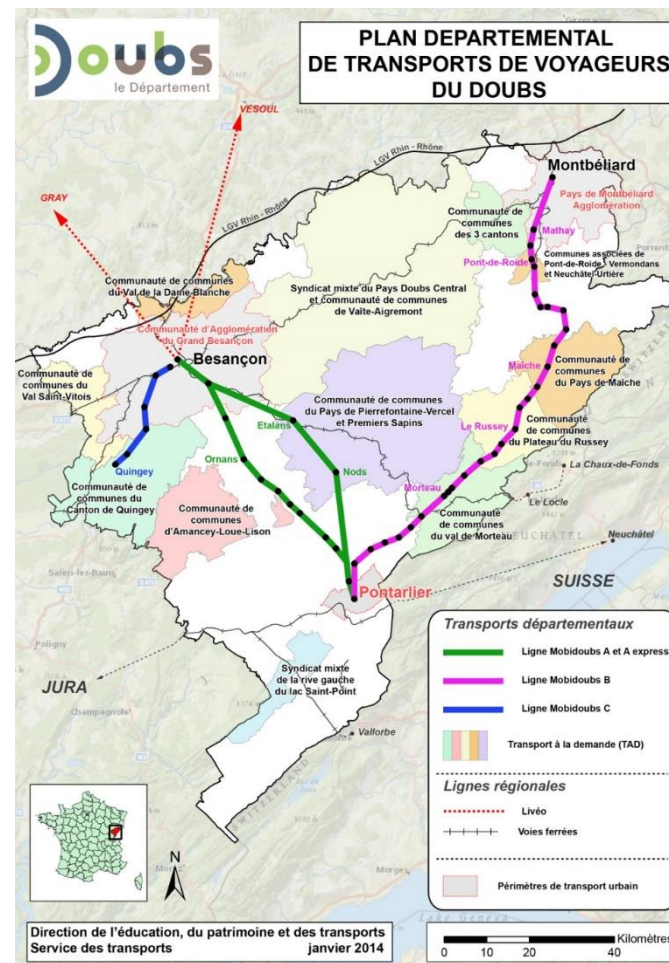 Doubs
le Département
PLAN DEPARTEMENTAL
DE TRANSPORTS DE VOYAGEURS
DU DOUBS
VESOUL
GRAY
LGV Rhin - Rhône
LGV Rhin - Rhône
Montbéliard
Pays de Montbéliard
Agglomération
Communauté de
communes
des 3 cantons
Mathay
Pont-de-Roide
Communes associées de
Pont-de-Roide - Vermondans
et Neuchâtel-Urtière
Communauté de communes
du Val de la Dame Blanche
Syndicat mixte du Pays Doubs Central
et communauté de communes
de Vaîte-Aigremont
Communauté d'Agglomération
du Grand Besançon
Besançon
Communauté de
communes du
Val Saint-Vitois
Maîche
Communauté de
communes
du Pays de Maîche
Communauté de communes
du Pays de Pierrefontaine-Vercel
et Premiers Sapins
Etalans
Le Russey
Communauté
de communes
du Plateau du Russey
Ornans
Nods
Quingey
Communauté de
communes du
Canton de Quingey
Morteau
La Chaux-de-Fonds
Le Locle
Communauté de
communes
d'Amancey-Loue-Lison
Communauté
de communes
du val de Morteau
NEUCHÂTEL
Neuchâtel
Salins-les-Bains
Pontarlier
SUISSE
Poligny
JURA
Syndicat mixte
de la rive gauche
du lac Saint-Point
Champagnole
Vallorbe
SWITZERLAND
Morges
Lake Geneva
Transports départementaux
Ligne Mobidoubs A et A express
Ligne Mobidoubs B
Ligne Mobidoubs C
Transport à la demande (TAD)
Lignes régionales
Livéo
Voies ferrées
Périmètres de transport urbain
N
Direction de l'éducation, du patrimoine et des transports
Service des transports janvier 2014
Kilomètres
0 10 20 40